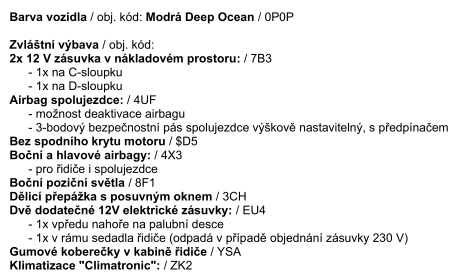 Barva vozidla / obj. kód: Modrá Deep Ocean / 0P0P
Zvláštní výbava / obj. kód:
2x 12 V zásuvka v nákladovém prostoru: / 7B3
- 1x na C-sloupku
- 1x na D-sloupku
Airbag spolujezdce: / 4UF
- možnost deaktivace airbagu
- 3-bodový bezpečnostní pás spolujezdce výškově nastavitelný, s předpínačem
Bez spodního krytu motoru / $D5
Boční a hlavové airbagy: / 4X3
- pro řidiče i spolujezdce
Boční poziční světla / 8F1
Dělicí přepážka s posuvným oknem / 3CH
Dvě dodatečné 12V elektrické zásuvky: / EU4
- 1x vpředu nahoře na palubní desce
- 1x v rámu sedadla řidiče (odpadá v případě objednání zásuvky 230 V)
Gumové koberečky v kabině řidiče / YSA
Klimatizace "Climatronic": / ZK2